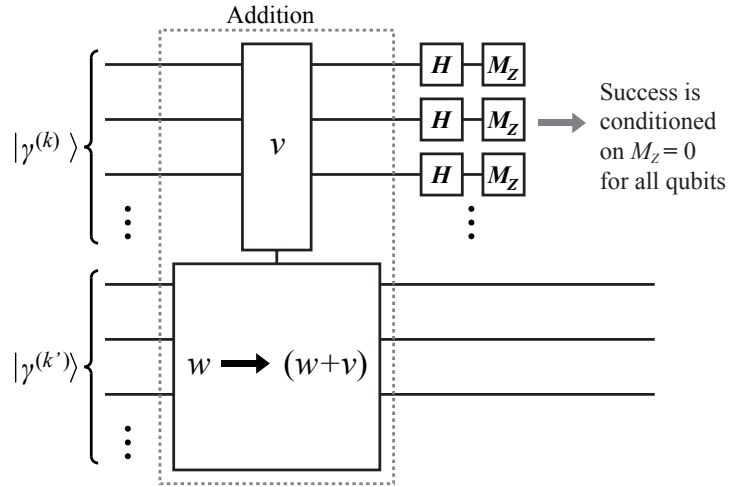 Addition
|γ^(k)⟩
v
H M_Z
H M_Z
H M_Z
Success is
conditioned
on M_Z = 0
for all qubits
|γ^(k’)⟩
w → (w+v)